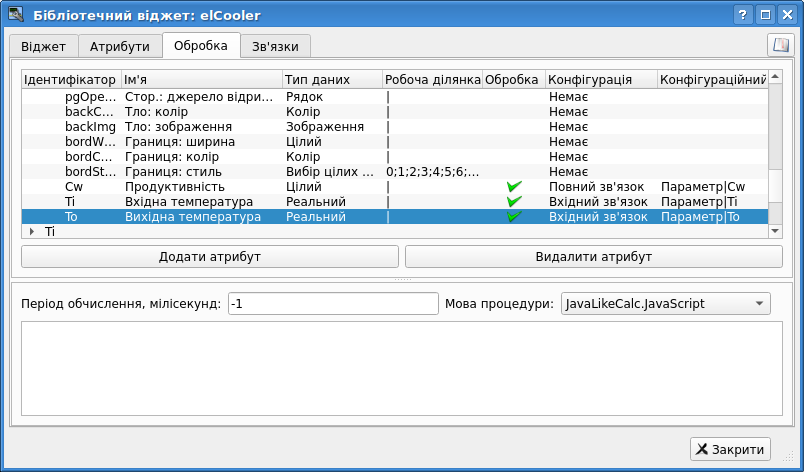 Бібліотечний віджет: elCooler
Віджет Атрибути Обробка Зв'язки
Ідентифікатор Ім'я Тип даних Робоча ділянка Обробка Конфігурація Конфігураційний
pgOpe... Стор.: джерело відри... Рядок | Немає
backC... Тло: колір Колір | Немає
backImg Тло: зображення Зображення | Немає
bordW... Границя: ширина Цілий | Немає
bordC... Границя: колір Колір | Немає
bordSt... Границя: стиль Вибір цілих ... 0;1;2;3;4;5;6;... Немає
Cw Продуктивність Цілий | Повний зв'язок Параметр|Cw
Ti Вхідна температура Реальний | Вхідний зв'язок Параметр|Ti
To Вихідна температура Реальний | Вхідний зв'язок Параметр|To
Ti
Додати атрибут Видалити атрибут
Період обчислення, мілісекунд: -1 Мова процедури: JavaLikeCalc.JavaScript
Закрити